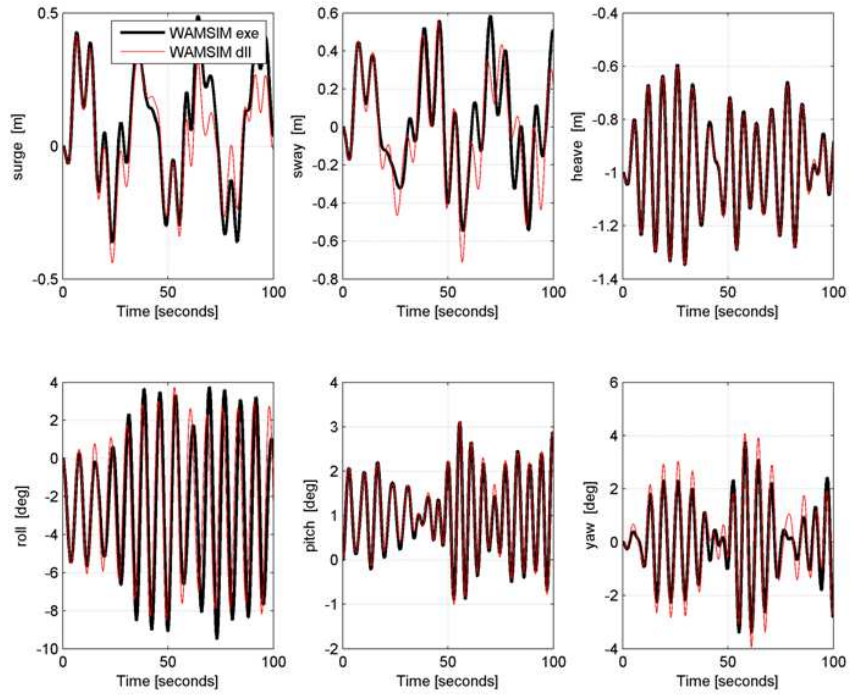 WAMSIM exe
WAMSIM dll
0.5
0
-0.5
surge [m]
0 50 100
Time [seconds]
0.6
0.4
0.2
0
-0.2
-0.4
-0.6
-0.8
sway [m]
0 50 100
Time [seconds]
-0.4
-0.6
-0.8
-1
-1.2
-1.4
heave [m]
0 50 100
Time [seconds]
4
2
0
-2
-4
-6
-8
-10
roll [deg]
0 50 100
Time [seconds]
4
3
2
1
0
-1
-2
pitch [deg]
0 50 100
Time [seconds]
6
4
2
0
-2
-4
yaw [deg]
0 50 100
Time [seconds]